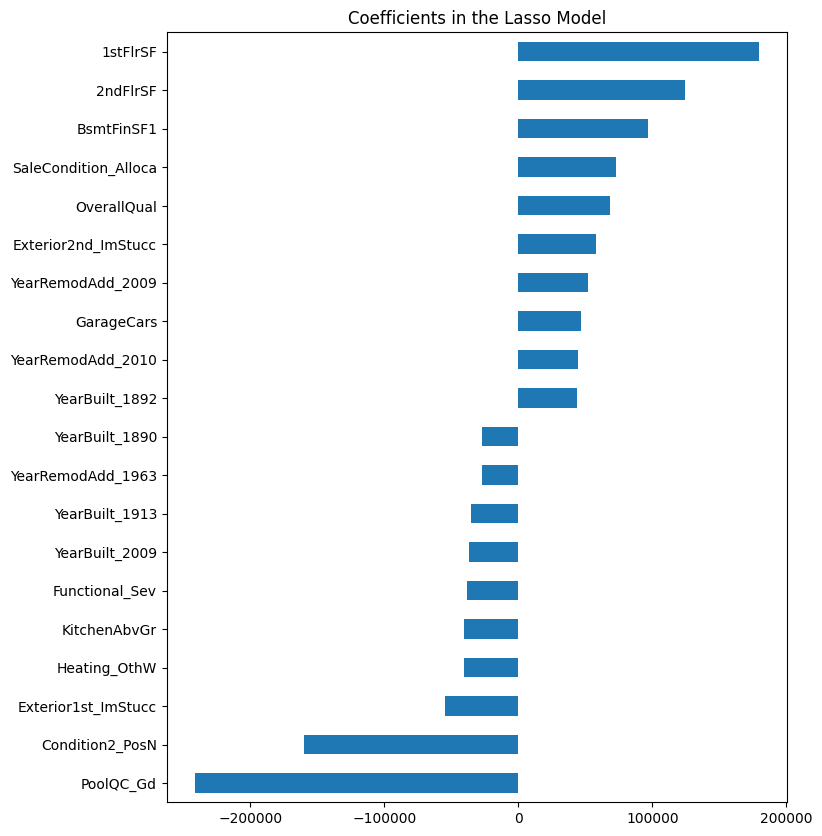 Coefficients in the Lasso Model
1stFlrSF
2ndFlrSF
BsmtFinSF1
SaleCondition_Alloca
OverallQual
Exterior2nd_ImStucc
YearRemodAdd_2009
GarageCars
YearRemodAdd_2010
YearBuilt_1892
YearBuilt_1890
YearRemodAdd_1963
YearBuilt_1913
YearBuilt_2009
Functional_Sev
KitchenAbvGr
Heating_OthW
Exterior1st_ImStucc
Condition2_PosN
PoolQC_Gd
−200000 −100000 0 100000 200000